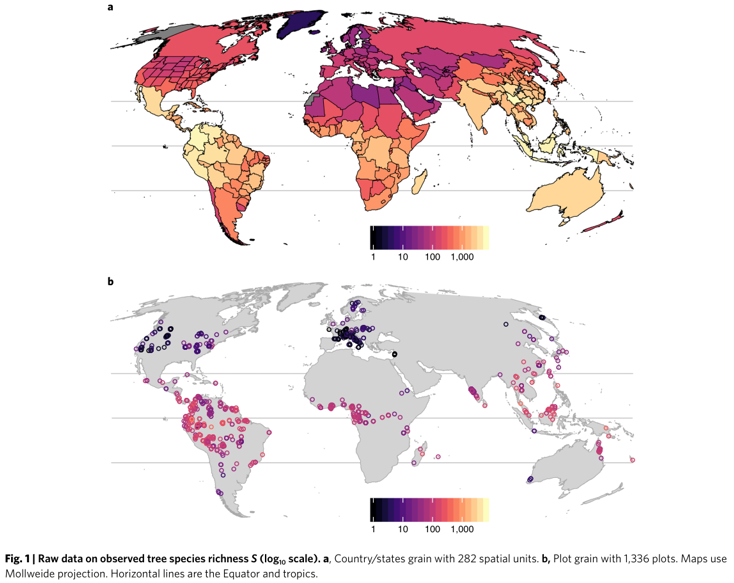 a
1 10 100 1,000
b
1 10 100 1,000
Fig. 1 | Raw data on observed tree species richness S (log₁₀ scale). a, Country/states grain with 282 spatial units. b, Plot grain with 1,336 plots. Maps use
Mollweide projection. Horizontal lines are the Equator and tropics.